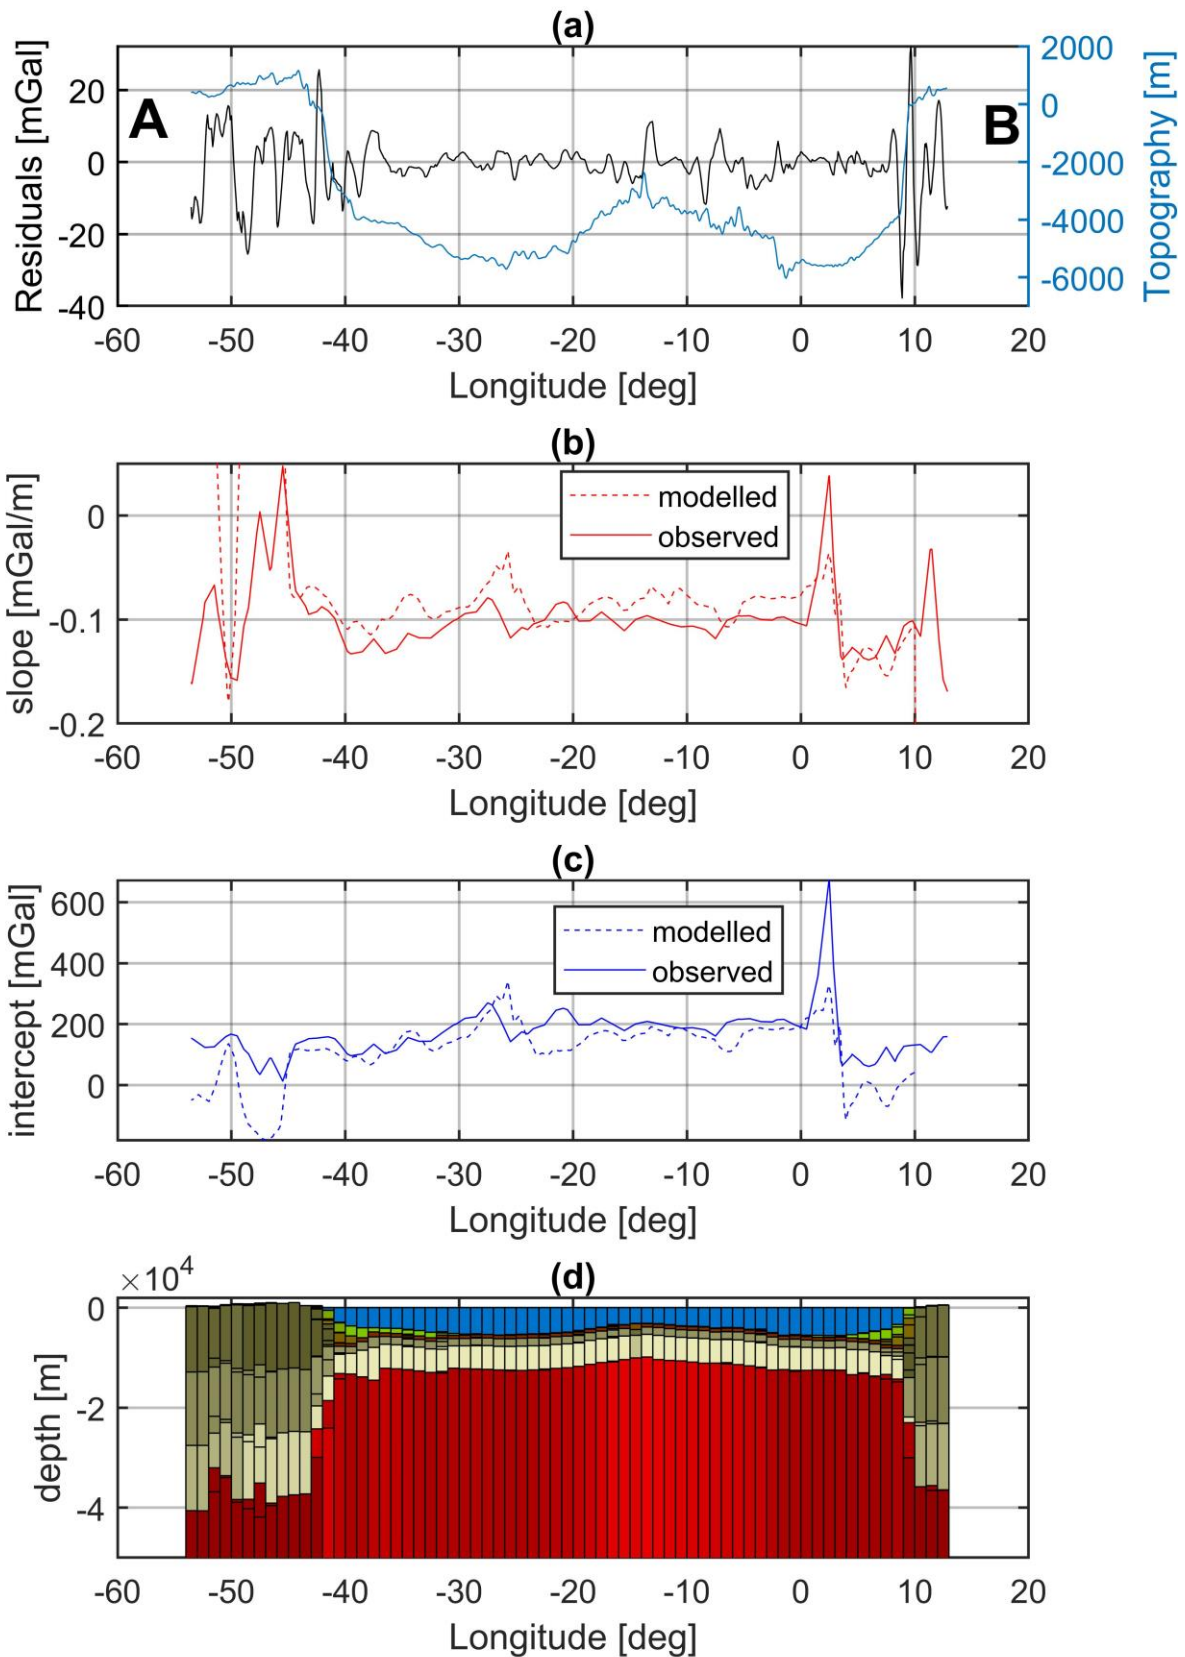 (a)
Residuals [mGal]
20
0
-20
-40
A
B
2000
0
-2000
-4000
-6000
Topography [m]
-60 -50 -40 -30 -20 -10 0 10 20
Longitude [deg]
(b)
slope [mGal/m]
0
-0.1
-0.2
modelled
observed
-60 -50 -40 -30 -20 -10 0 10 20
Longitude [deg]
(c)
intercept [mGal]
600
400
200
0
modelled
observed
-60 -50 -40 -30 -20 -10 0 10 20
Longitude [deg]
(d)
×10⁴
depth [m]
0
-2
-4
-60 -50 -40 -30 -20 -10 0 10 20
Longitude [deg]